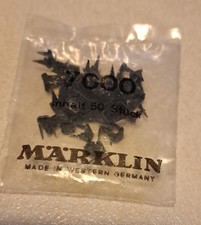 7000
Inhalt 50 Stück
MÄRKLIN
MADE IN WESTERN GERMANY